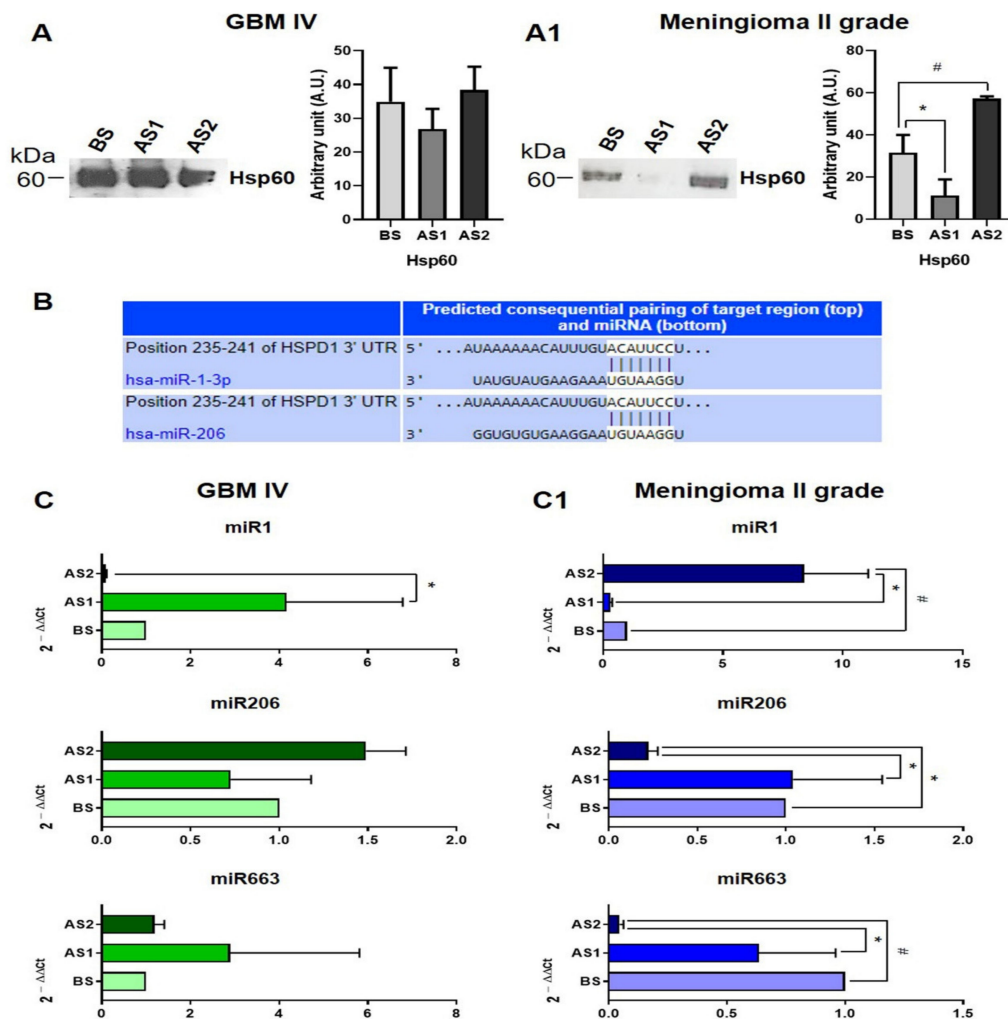 A
GBM IV
BS AS1 AS2
kDa
60
Hsp60
Arbitrary unit (A.U.)
50
40
30
20
10
0
BS AS1 AS2
Hsp60
A1
Meningioma II grade
BS AS1 AS2
kDa
60
Hsp60
Arbitrary unit (A.U.)
80
60
40
20
0
#
*
BS AS1 AS2
Hsp60
B
Predicted consequential pairing of target region (top) and miRNA (bottom)
Position 235-241 of HSPD1 3' UTR 5' ...AUAAAAAACAUUUGUACAUUCCU...
hsa-miR-1-3p 3' UAUGUAUGAAGAAAUGUAAGGU
Position 235-241 of HSPD1 3' UTR 5' ...AUAAAAAACAUUUGUACAUUCCU...
hsa-miR-206 3' GGUGUGUGAAGGAAUGUAAGGU
C
GBM IV
miR1
2 – ΔΔCt
AS2
AS1
BS
*
0 2 4 6 8
miR206
2 – ΔΔCt
AS2
AS1
BS
0.0 0.5 1.0 1.5 2.0
miR663
2 – ΔΔCt
AS2
AS1
BS
0 2 4 6 8
C1
Meningioma II grade
miR1
2 – ΔΔCt
AS2
AS1
BS
*
#
0 5 10 15
miR206
2 – ΔΔCt
AS2
AS1
BS
*
*
0.0 0.5 1.0 1.5 2.0
miR663
2 – ΔΔCt
AS2
AS1
BS
*
#
0.0 0.5 1.0 1.5